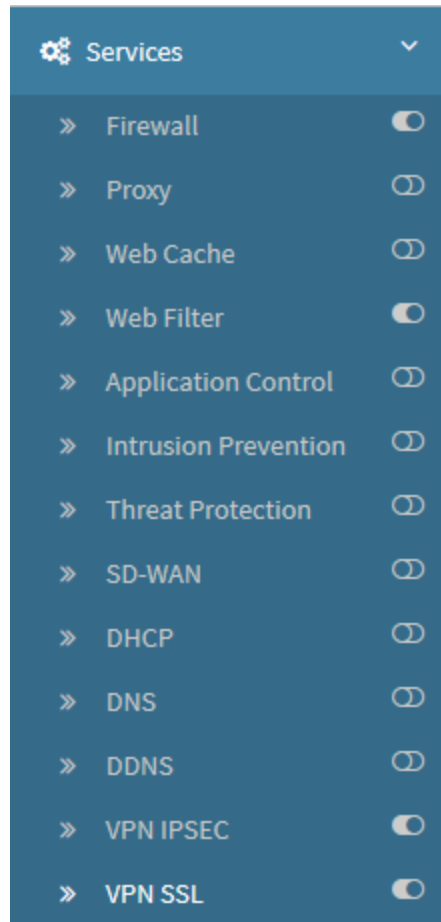 Services
Firewall
Proxy
Web Cache
Web Filter
Application Control
Intrusion Prevention
Threat Protection
SD-WAN
DHCP
DNS
DDNS
VPN IPSEC
VPN SSL